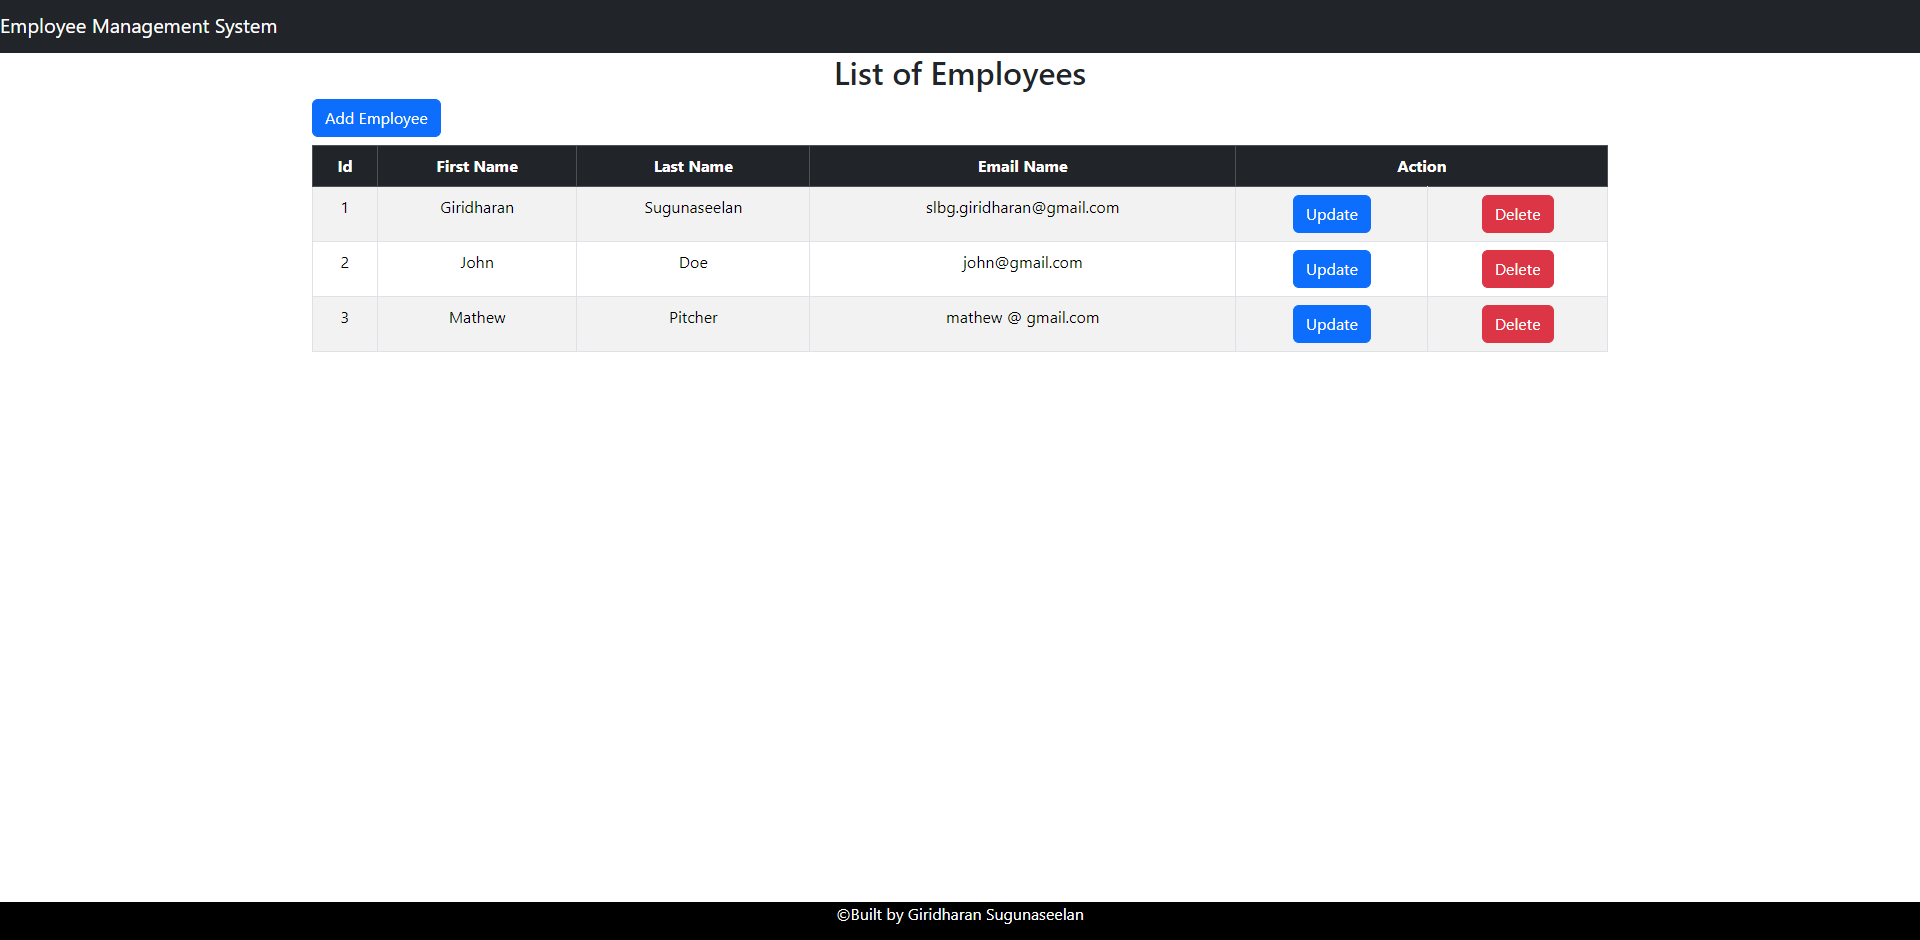 Employee Management System
List of Employees
Add Employee
Id First Name Last Name Email Name Action
1 Giridharan Sugunaseelan slbg.giridharan@gmail.com Update Delete
2 John Doe john@gmail.com Update Delete
3 Mathew Pitcher mathew @ gmail.com Update Delete
©Built by Giridharan Sugunaseelan